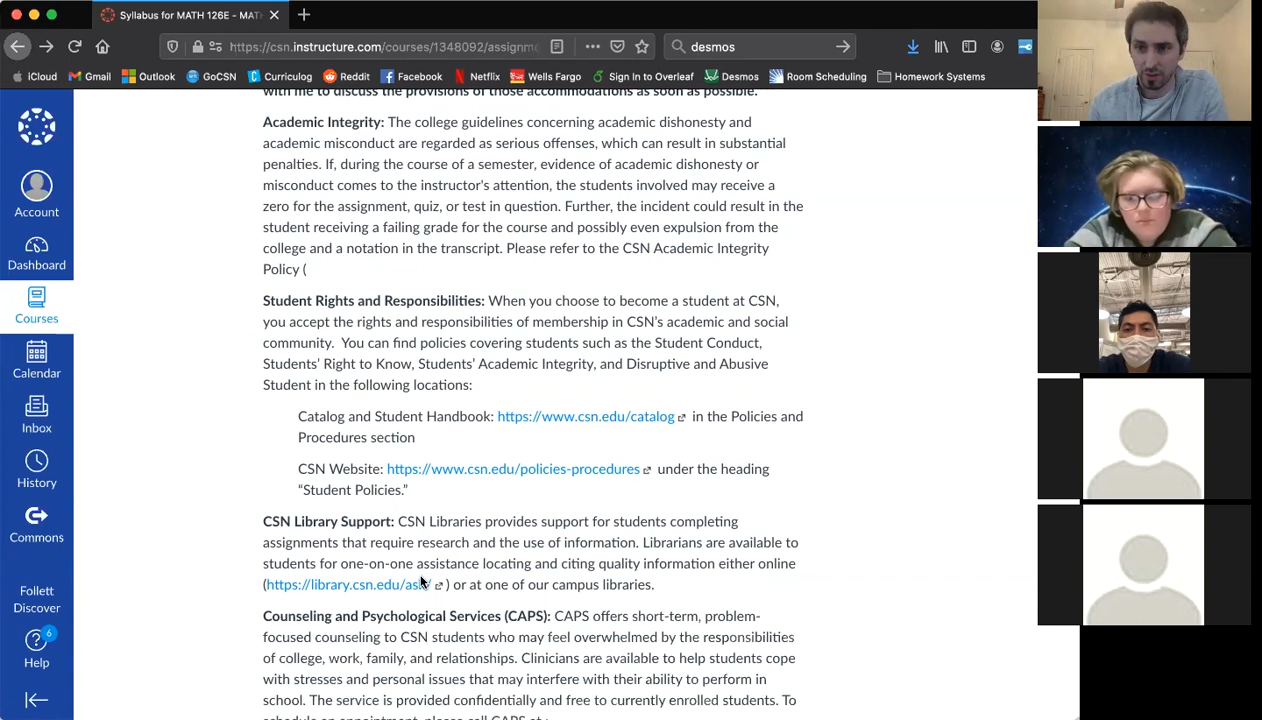 Syllabus for MATH 126E - MAT
https://csn.instructure.com/courses/1348092/assignm
desmos
iCloud
Gmail
Outlook
GoCSN
Curriculog
Reddit
Facebook
Netflix
Wells Fargo
Sign In to Overleaf
Desmos
Room Scheduling
Homework Systems
Account
Dashboard
Courses
Calendar
Inbox
History
Commons
Follett
Discover
6
Help
with me to discuss the provisions of those accommodations as soon as possible.
Academic Integrity: The college guidelines concerning academic dishonesty and
academic misconduct are regarded as serious offenses, which can result in substantial
penalties. If, during the course of a semester, evidence of academic dishonesty or
misconduct comes to the instructor's attention, the students involved may receive a
zero for the assignment, quiz, or test in question. Further, the incident could result in the
student receiving a failing grade for the course and possibly even expulsion from the
college and a notation in the transcript. Please refer to the CSN Academic Integrity
Policy (
Student Rights and Responsibilities: When you choose to become a student at CSN,
you accept the rights and responsibilities of membership in CSN’s academic and social
community.  You can find policies covering students such as the Student Conduct,
Students’ Right to Know, Students’ Academic Integrity, and Disruptive and Abusive
Student in the following locations:
Catalog and Student Handbook: https://www.csn.edu/catalog in the Policies and
Procedures section
CSN Website: https://www.csn.edu/policies-procedures under the heading
“Student Policies.”
CSN Library Support: CSN Libraries provides support for students completing
assignments that require research and the use of information. Librarians are available to
students for one-on-one assistance locating and citing quality information either online
(https://library.csn.edu/as ) or at one of our campus libraries.
Counseling and Psychological Services (CAPS): CAPS offers short-term, problem-
focused counseling to CSN students who may feel overwhelmed by the responsibilities
of college, work, family, and relationships. Clinicians are available to help students cope
with stresses and personal issues that may interfere with their ability to perform in
school. The service is provided confidentially and free to currently enrolled students. To
schedule an appointment, please call CAPS at